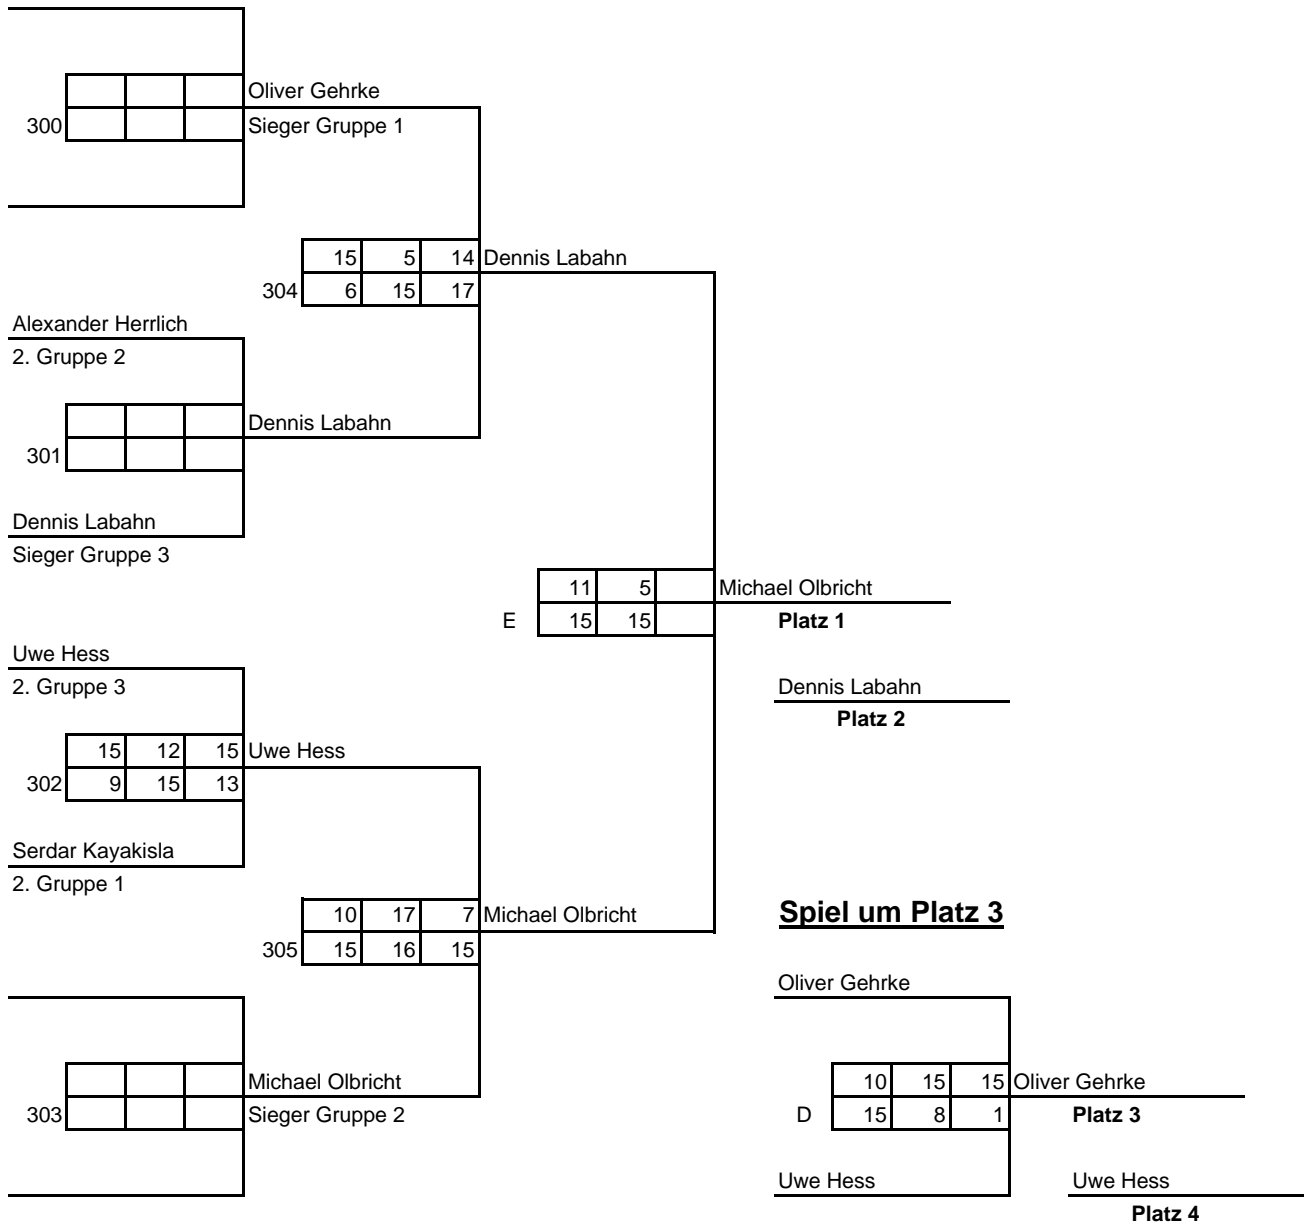 Oliver Gehrke
300 Sieger Gruppe 1
15 5 14 Dennis Labahn
304 6 15 17
Alexander Herrlich
2. Gruppe 2
Dennis Labahn
301
Dennis Labahn
Sieger Gruppe 3
11 5 Michael Olbricht
E 15 15 Platz 1
Uwe Hess
2. Gruppe 3 Dennis Labahn
Platz 2
15 12 15 Uwe Hess
302 9 15 13
Serdar Kayakisla
2. Gruppe 1
10 17 7 Michael Olbricht Spiel um Platz 3
305 15 16 15
Oliver Gehrke
Michael Olbricht 10 15 15 Oliver Gehrke
303 Sieger Gruppe 2 D 15 8 1 Platz 3
Uwe Hess Uwe Hess
Platz 4